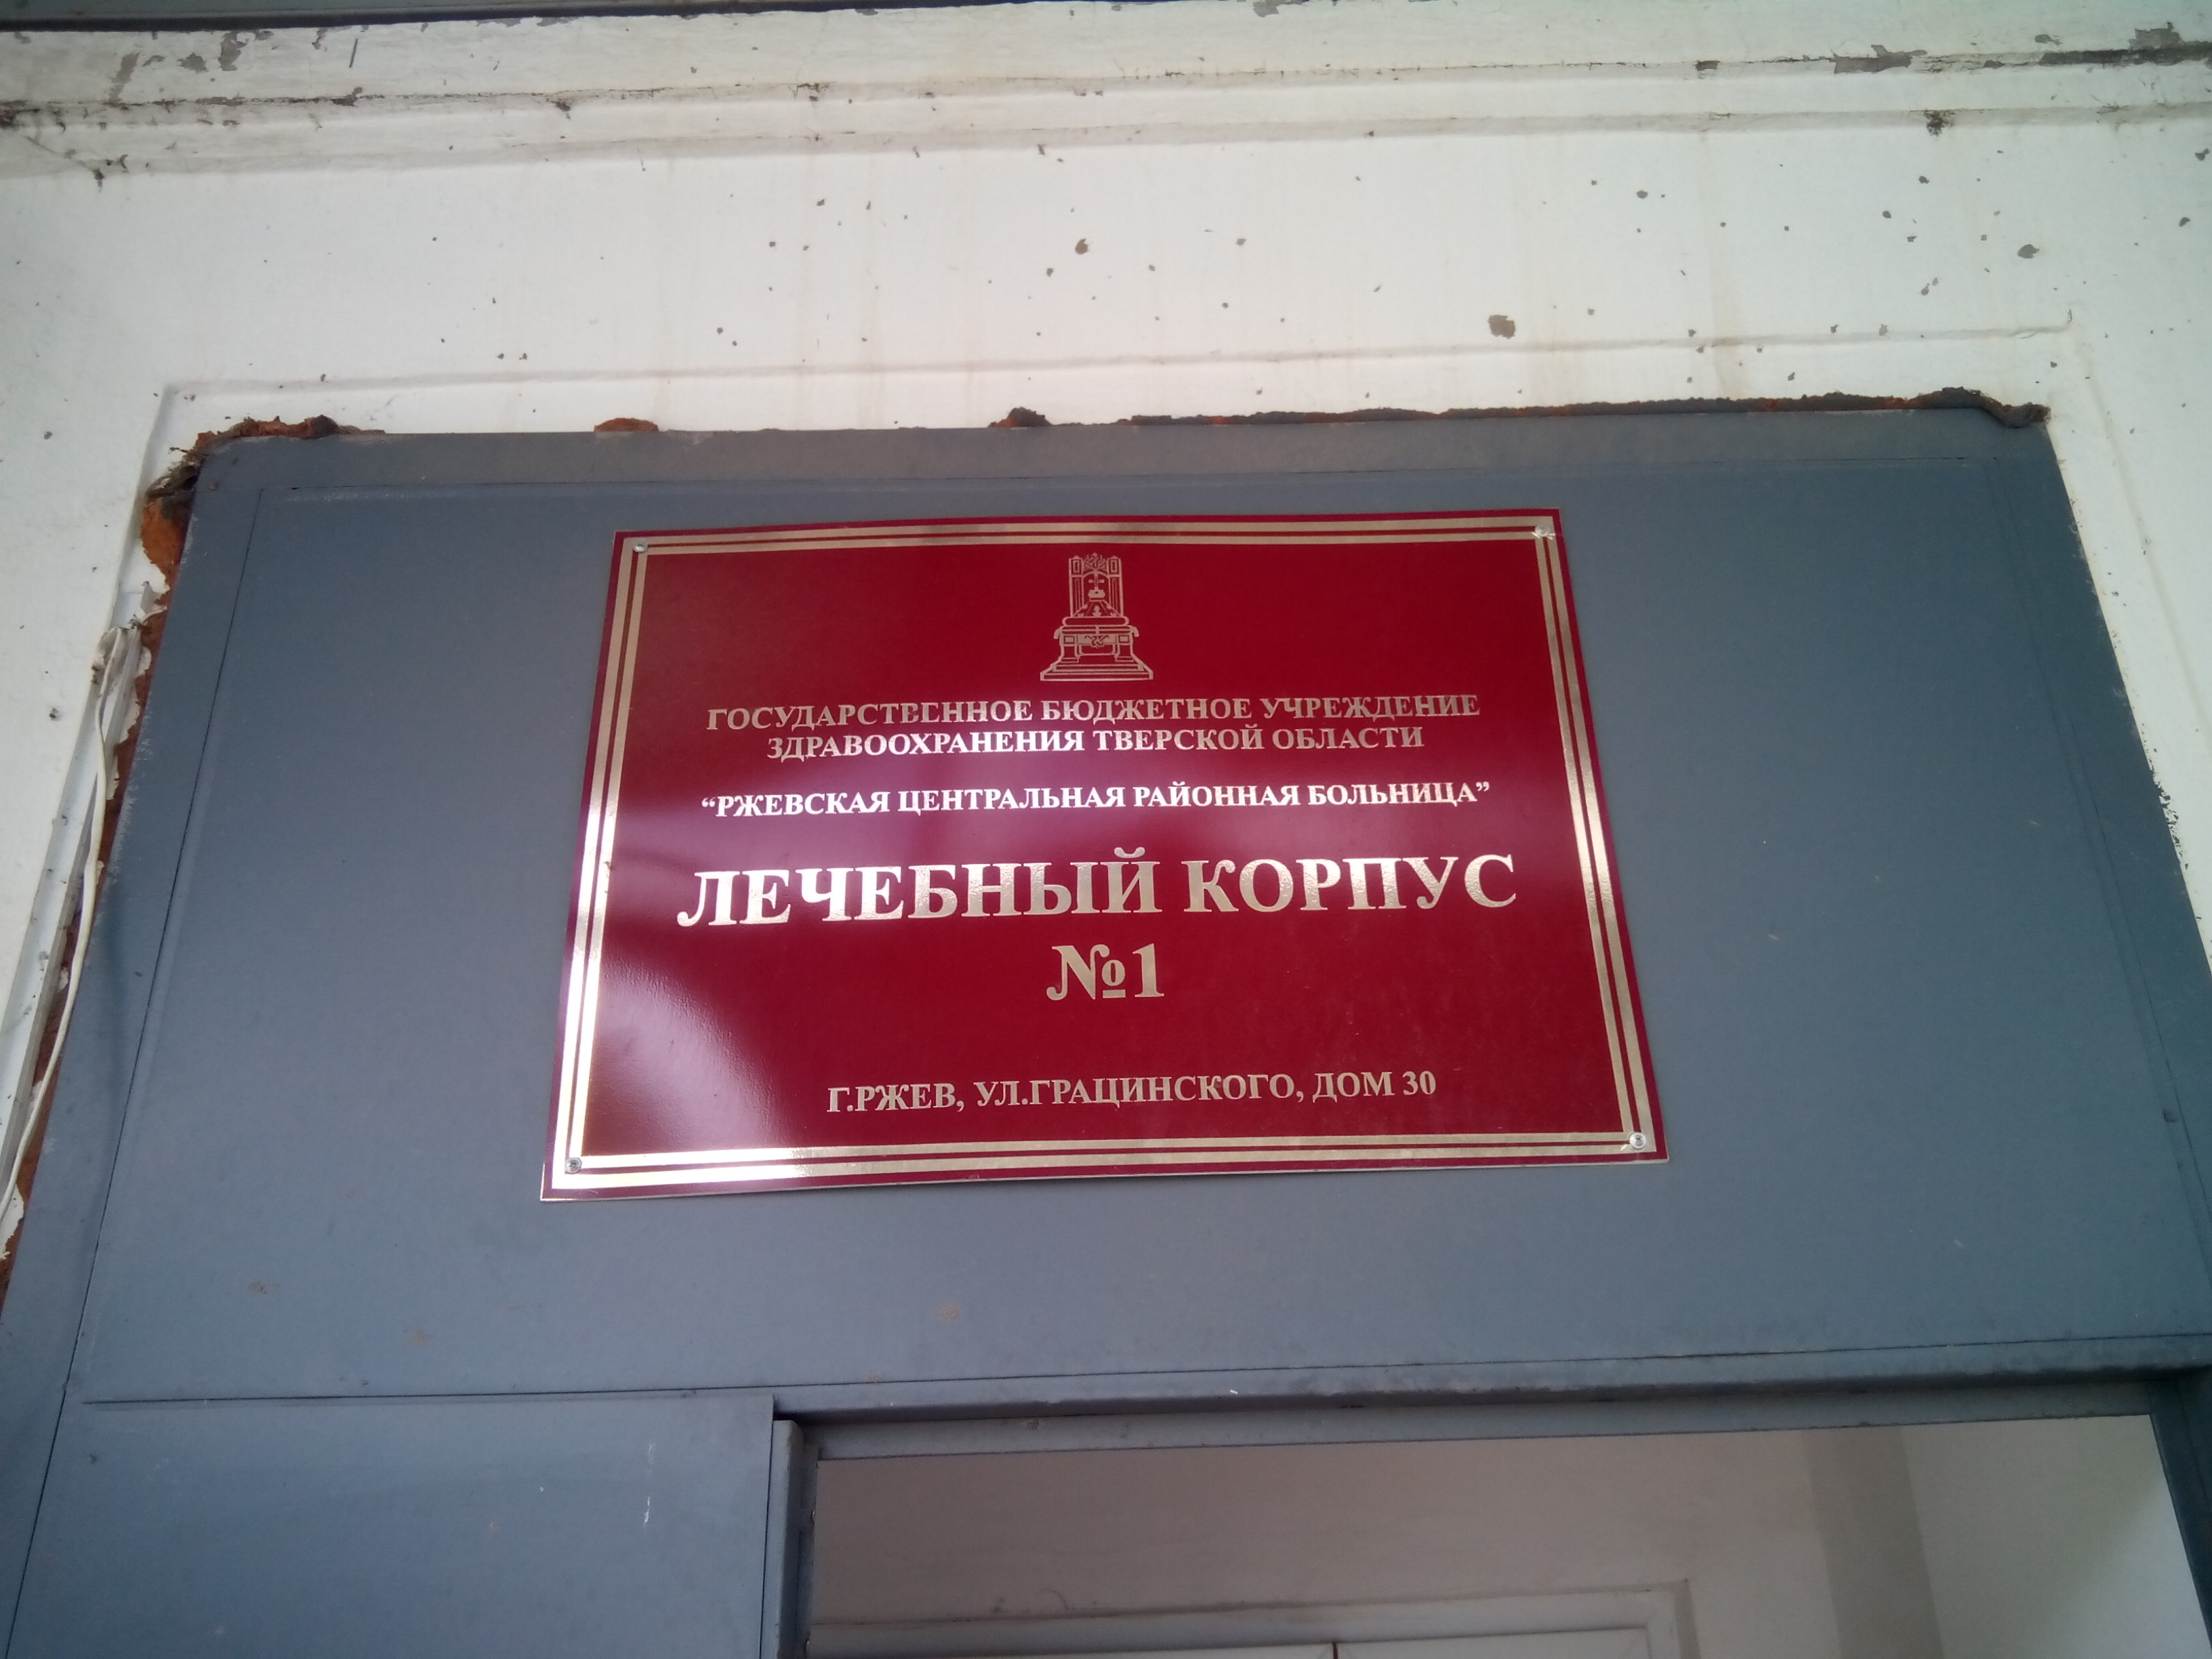 ГОСУДАРСТВЕННОЕ БЮДЖЕТНОЕ УЧРЕЖДЕНИЕ
ЗДРАВООХРАНЕНИЯ ТВЕРСКОЙ ОБЛАСТИ
“РЖЕВСКАЯ ЦЕНТРАЛЬНАЯ РАЙОННАЯ БОЛЬНИЦА”
ЛЕЧЕБНЫЙ КОРПУС
№1
Г.РЖЕВ, УЛ.ГРАЦИНСКОГО, ДОМ 30